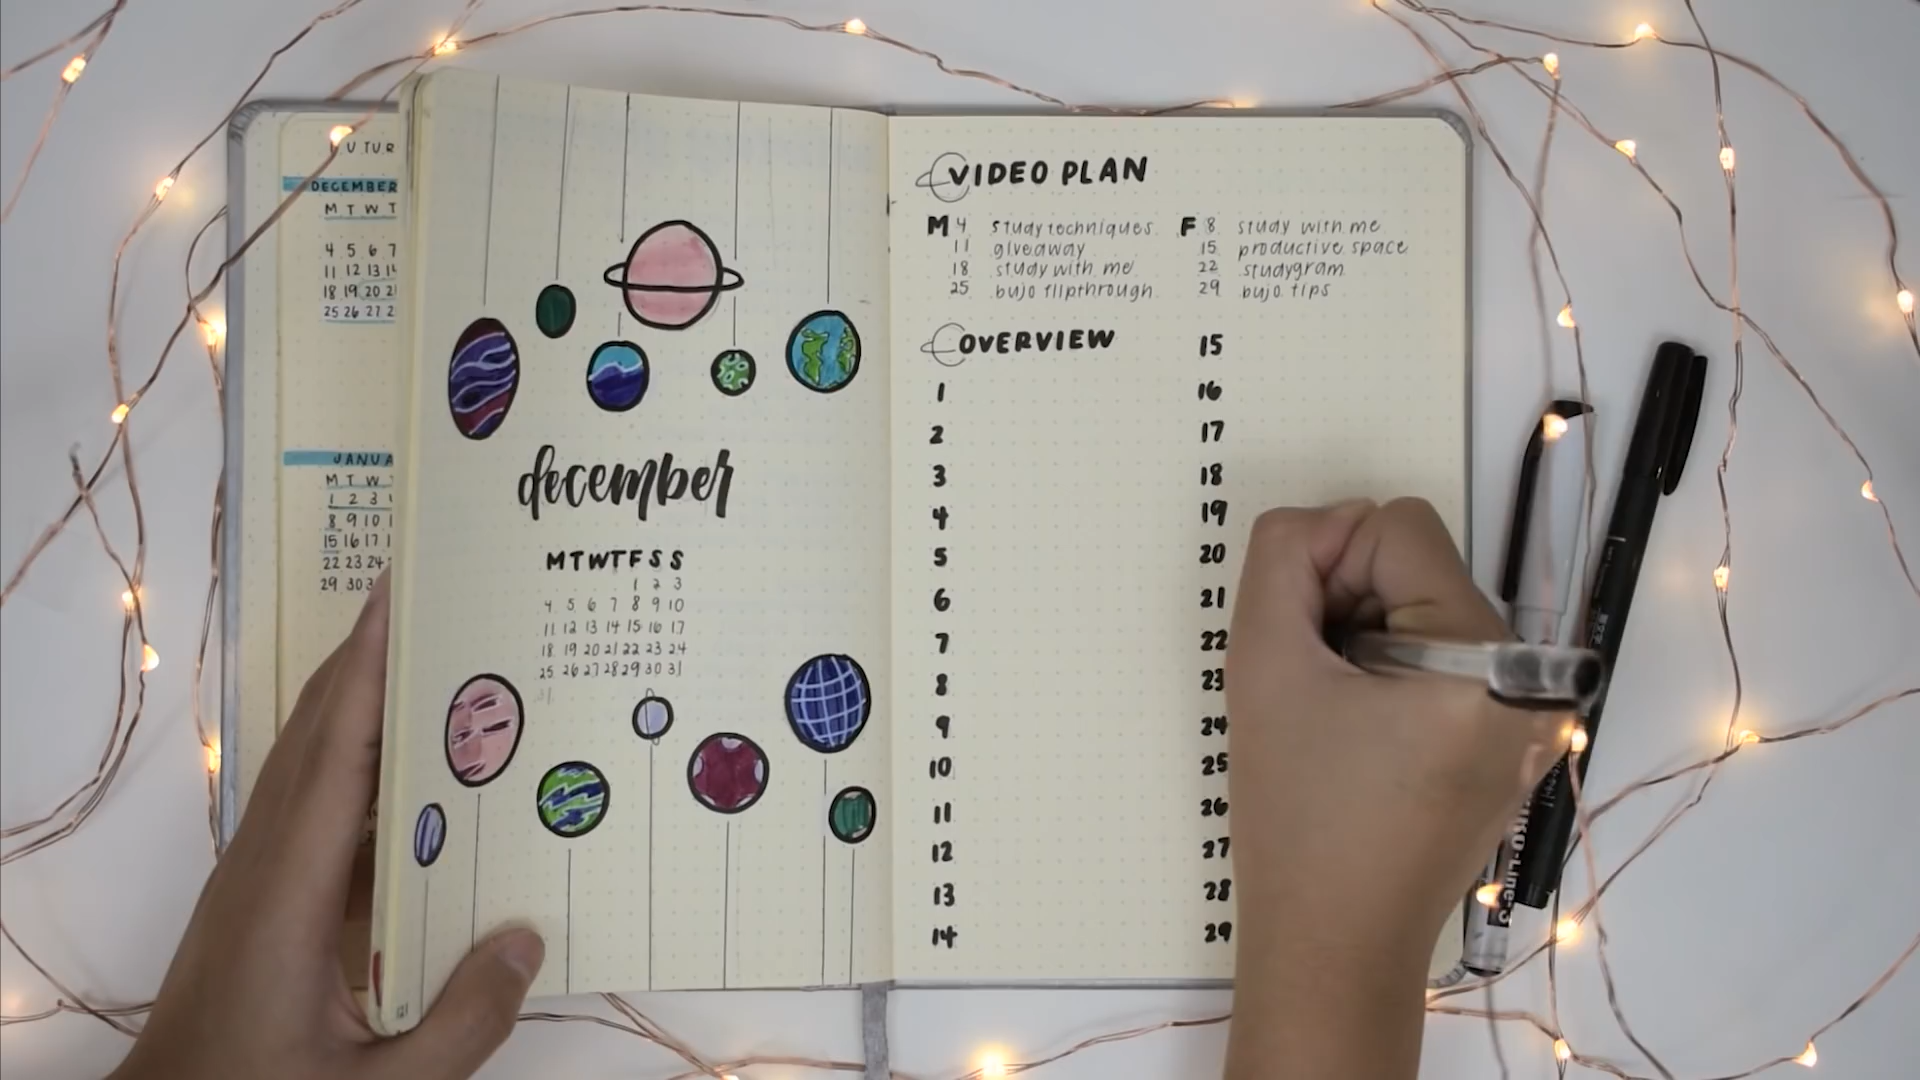 FUTUR
DECEMBER
M T W T
4 5 6 7
11 12 13 14
18 19 20 21
25 26 27 2
JANUA
M T W
1 2 3
8 9 10 1
15 16 17 1
22 23 24
29 30 3
december
M T W T F S S
1 2 3
4 5 6 7 8 9 10
11 12 13 14 15 16 17
18 19 20 21 22 23 24
25 26 27 28 29 30 31
31
VIDEO PLAN
M 4 study techniques
11 giveaway
18 study with me
25 bujo flipthrough
F 8 study with me
15 productive space
22 studygram
29 bujo tips
OVERVIEW
1
2
3
4
5
6
7
8
9
10
11
12
13
14
15
16
17
18
19
20
21
22
23
24
25
26
27
28
29